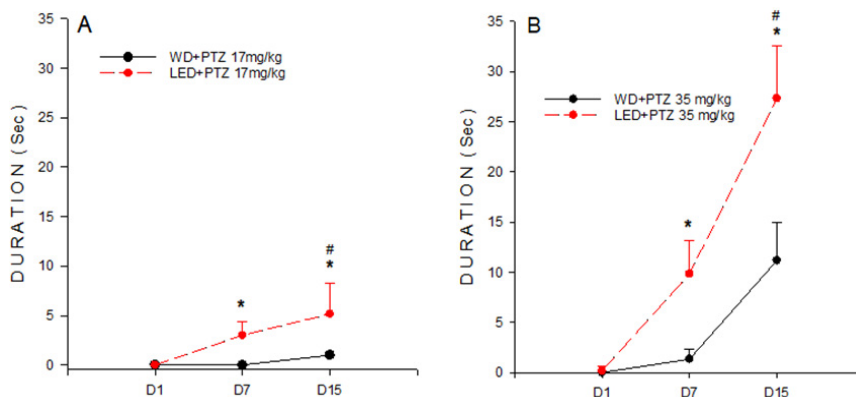 A
WD+PTZ 17mg/kg
LED+PTZ 17mg/kg
DURATION ( Sec)
35
30
25
20
15
10
5
0
*
#
*
D1 D7 D15
B
WD+PTZ 35 mg/kg
LED+PTZ 35 mg/kg
DURATION ( Sec)
35
30
25
20
15
10
5
0
*
#
*
D1 D7 D15